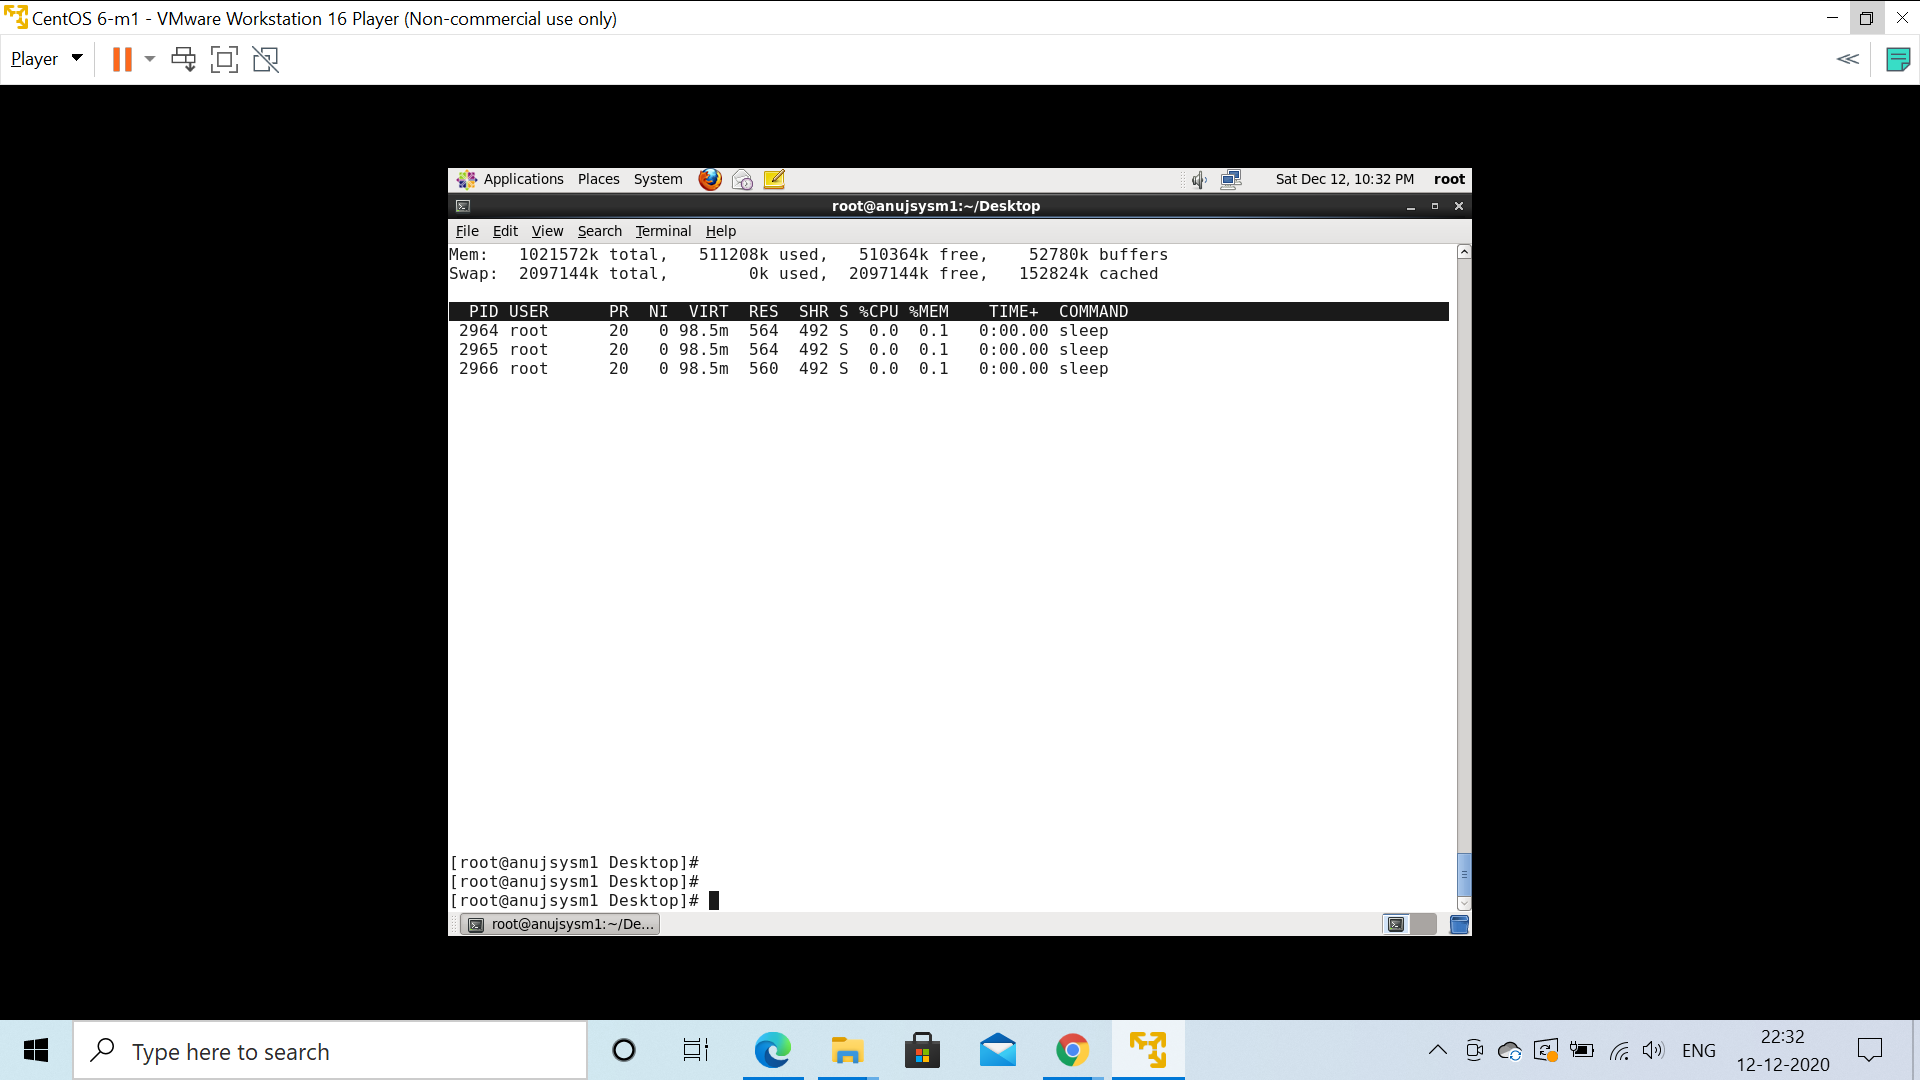 CentOS 6-m1 - VMware Workstation 16 Player (Non-commercial use only)
Player
Applications Places System Sat Dec 12, 10:32 PM root
root@anujsysm1:~/Desktop
File Edit View Search Terminal Help
Mem:   1021572k total,   511208k used,   510364k free,    52780k buffers
Swap:  2097144k total,        0k used,  2097144k free,   152824k cached
  PID USER      PR  NI  VIRT  RES  SHR S %CPU %MEM    TIME+  COMMAND
 2964 root      20   0 98.5m  564  492 S  0.0  0.1   0:00.00 sleep
 2965 root      20   0 98.5m  564  492 S  0.0  0.1   0:00.00 sleep
 2966 root      20   0 98.5m  560  492 S  0.0  0.1   0:00.00 sleep
[root@anujsysm1 Desktop]#
[root@anujsysm1 Desktop]#
[root@anujsysm1 Desktop]#
root@anujsysm1:~/De...
Type here to search
ENG
22:32
12-12-2020